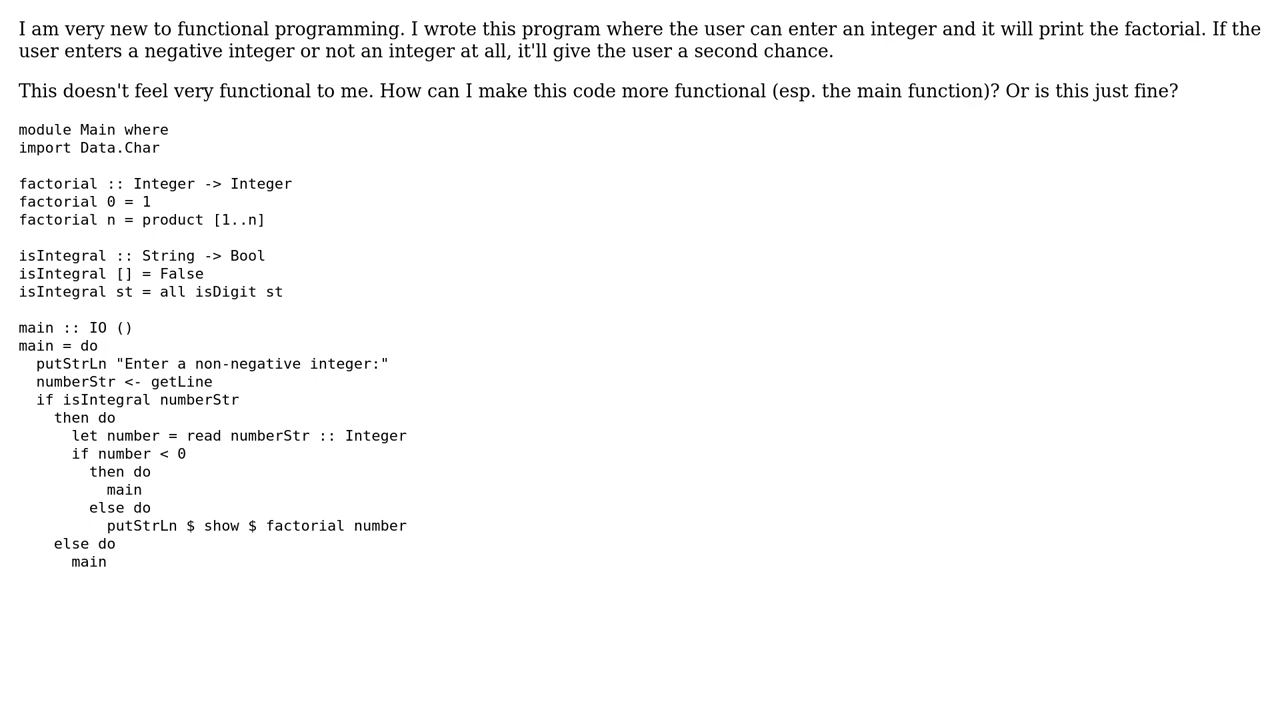 I am very new to functional programming. I wrote this program where the user can enter an integer and it will print the factorial. If the
user enters a negative integer or not an integer at all, it'll give the user a second chance.
This doesn't feel very functional to me. How can I make this code more functional (esp. the main function)? Or is this just fine?
module Main where
import Data.Char
factorial :: Integer -> Integer
factorial 0 = 1
factorial n = product [1..n]
isIntegral :: String -> Bool
isIntegral [] = False
isIntegral st = all isDigit st
main :: IO ()
main = do
  putStrLn "Enter a non-negative integer:"
  numberStr <- getLine
  if isIntegral numberStr
    then do
      let number = read numberStr :: Integer
      if number < 0
        then do
          main
        else do
          putStrLn $ show $ factorial number
    else do
      main